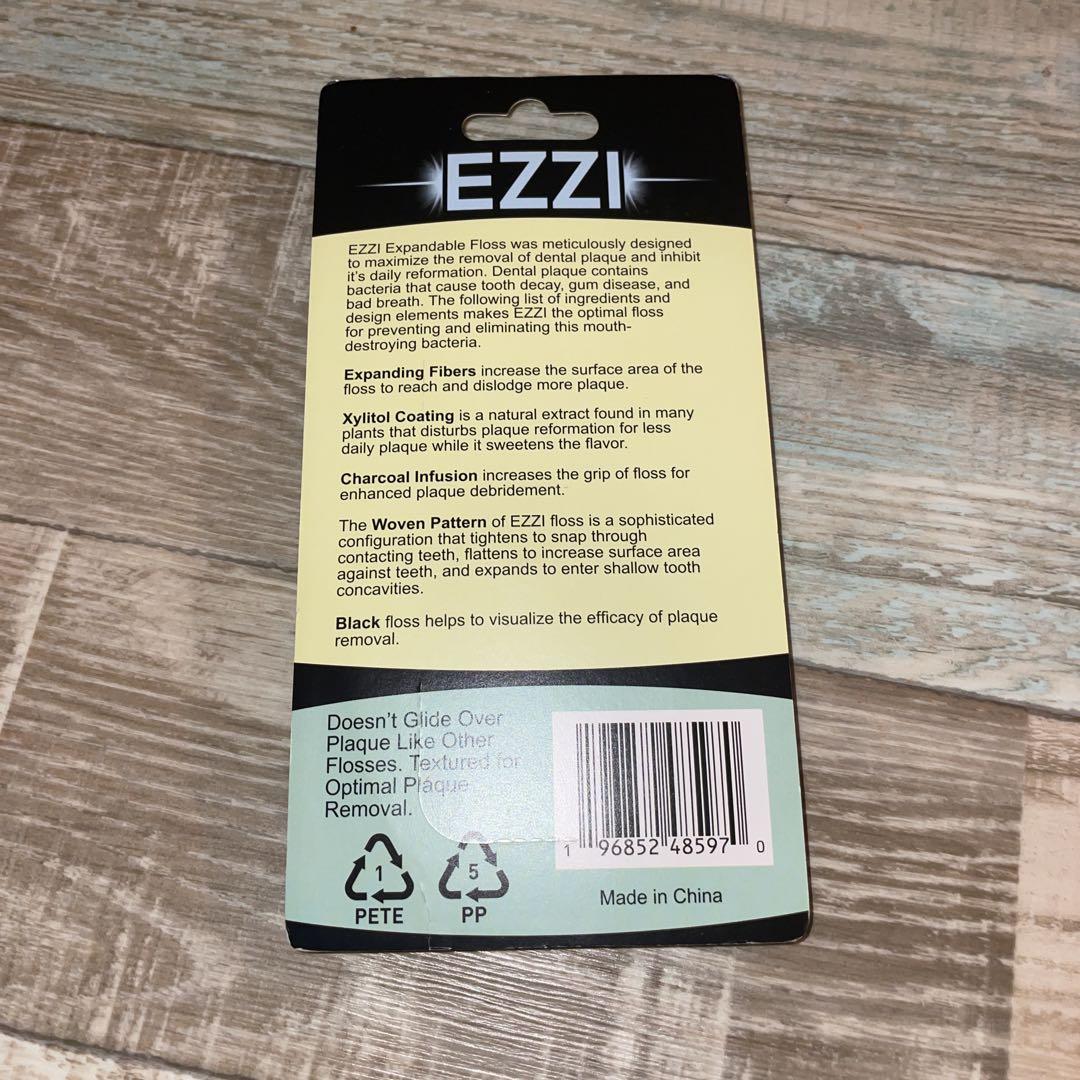 EZZI
EZZI Expandable Floss was meticulously designed
to maximize the removal of dental plaque and inhibit
it's daily reformation. Dental plaque contains
bacteria that cause tooth decay, gum disease, and
bad breath. The following list of ingredients and
design elements makes EZZI the optimal floss
for preventing and eliminating this mouth-
destroying bacteria.
Expanding Fibers increase the surface area of the
floss to reach and dislodge more plaque.
Xylitol Coating is a natural extract found in many
plants that disturbs plaque reformation for less
daily plaque while it sweetens the flavor.
Charcoal Infusion increases the grip of floss for
enhanced plaque debridement.
The Woven Pattern of EZZI floss is a sophisticated
configuration that tightens to snap through
contacting teeth, flattens to increase surface area
against teeth, and expands to enter shallow tooth
concavities.
Black floss helps to visualize the efficacy of plaque
removal.
Doesn't Glide Over
Plaque Like Other
Flosses. Textured for
Optimal Plaque
Removal.
1
PETE
5
PP
1 96852 48597 0
Made in China